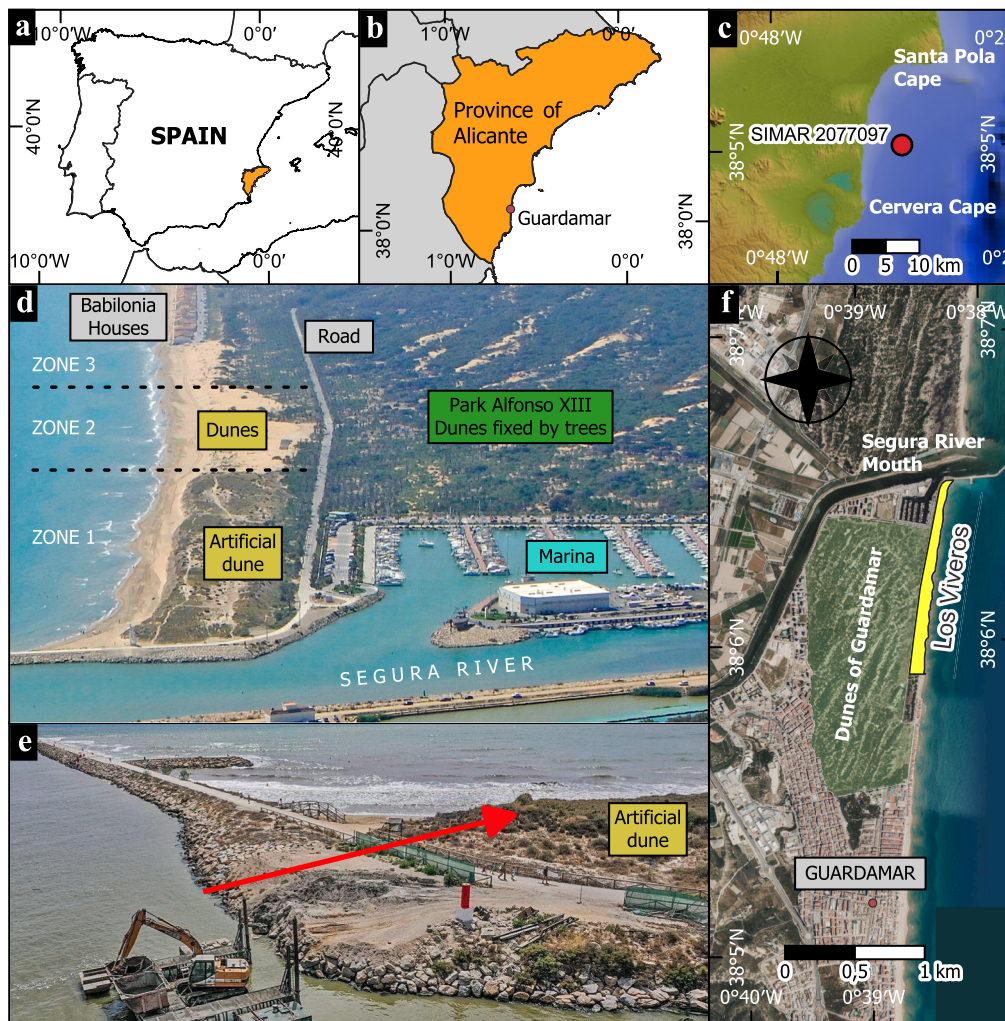 a
10°0'W
0°0'
40°0'N
40°0'N
SPAIN
10°0'W
0°0'
b
1°0'W
0°0'
Province of
Alicante
Guardamar
38°0'N
38°0'N
1°0'W
0°0'
c
0°48'W
Santa Pola
Cape
SIMAR 2077097
38°5'N
38°5'N
Cervera Cape
0°48'W
0 5 10 km
d
Babilonia
Houses
Road
ZONE 3
ZONE 2
Dunes
Park Alfonso XIII
Dunes fixed by trees
ZONE 1
Artificial
dune
Marina
SEGURA RIVER
e
Artificial
dune
f
0°39'W
0°38'W
38°7'N
Segura River
Mouth
Dunes of Guardamar
Los Viveros
38°6'N
38°6'N
GUARDAMAR
38°5'N
0 0,5 1 km
0°40'W
0°39'W